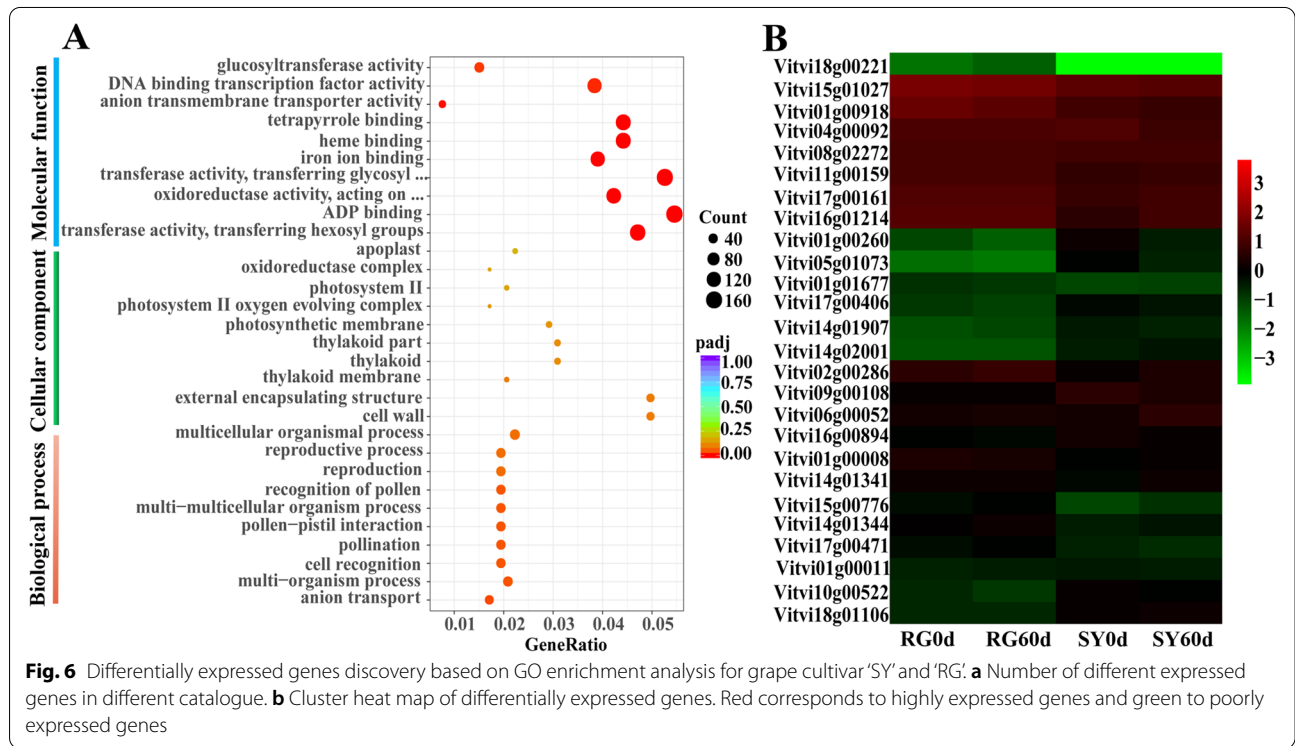 A
Molecular function
Cellular component
Biological process
glucosyltransferase activity
DNA binding transcription factor activity
anion transmembrane transporter activity
tetrapyrrole binding
heme binding
iron ion binding
transferase activity, transferring glycosyl ...
oxidoreductase activity, acting on ...
ADP binding
transferase activity, transferring hexosyl groups
apoplast
oxidoreductase complex
photosystem II
photosystem II oxygen evolving complex
photosynthetic membrane
thylakoid part
thylakoid
thylakoid membrane
external encapsulating structure
cell wall
multicellular organismal process
reproductive process
reproduction
recognition of pollen
multi−multicellular organism process
pollen−pistil interaction
pollination
cell recognition
multi−organism process
anion transport
0.01 0.02 0.03 0.04 0.05
GeneRatio
Count
40
80
120
160
padj
1.00
0.75
0.50
0.25
0.00
B
Vitvi18g00221
Vitvi15g01027
Vitvi01g00918
Vitvi04g00092
Vitvi08g02272
Vitvi11g00159
Vitvi17g00161
Vitvi16g01214
Vitvi01g00260
Vitvi05g01073
Vitvi01g01677
Vitvi17g00406
Vitvi14g01907
Vitvi14g02001
Vitvi02g00286
Vitvi09g00108
Vitvi06g00052
Vitvi16g00894
Vitvi01g00008
Vitvi14g01341
Vitvi15g00776
Vitvi14g01344
Vitvi17g00471
Vitvi01g00011
Vitvi10g00522
Vitvi18g01106
RG0d RG60d SY0d SY60d
3
2
1
0
−1
−2
−3
Fig. 6 Differentially expressed genes discovery based on GO enrichment analysis for grape cultivar ‘SY’ and ‘RG’. a Number of different expressed
genes in different catalogue. b Cluster heat map of differentially expressed genes. Red corresponds to highly expressed genes and green to poorly
expressed genes